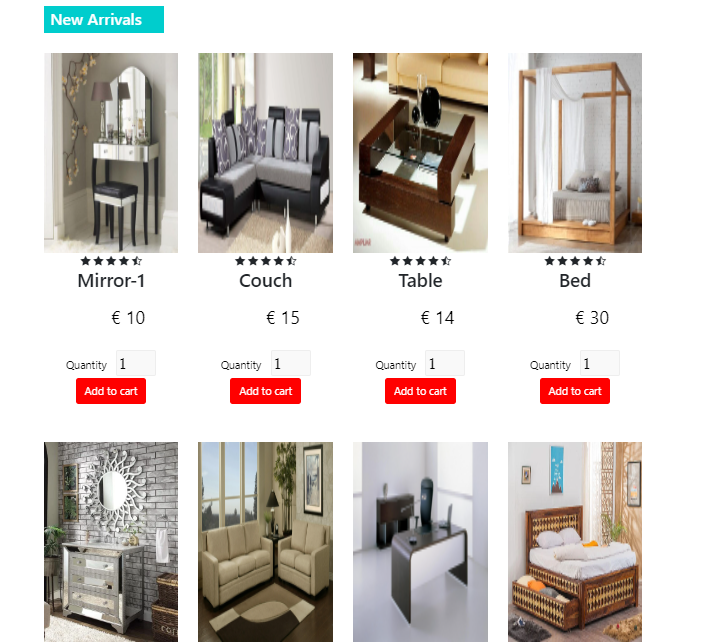 New Arrivals
Mirror-1 Couch Table Bed
€ 10 € 15 € 14 € 30
Quantity 1 Quantity 1 Quantity 1 Quantity 1
Add to cart Add to cart Add to cart Add to cart